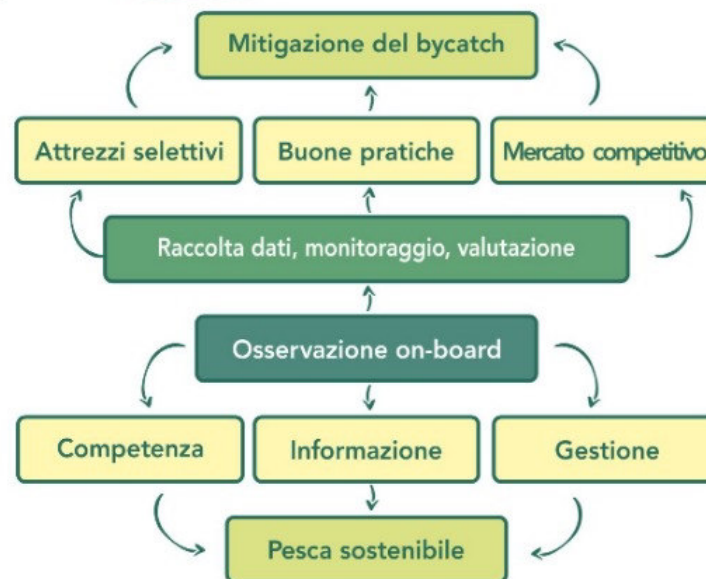 Mitigazione del bycatch
Attrezzi selettivi
Buone pratiche
Mercato competitivo
Raccolta dati, monitoraggio, valutazione
Osservazione on-board
Competenza
Informazione
Gestione
Pesca sostenibile